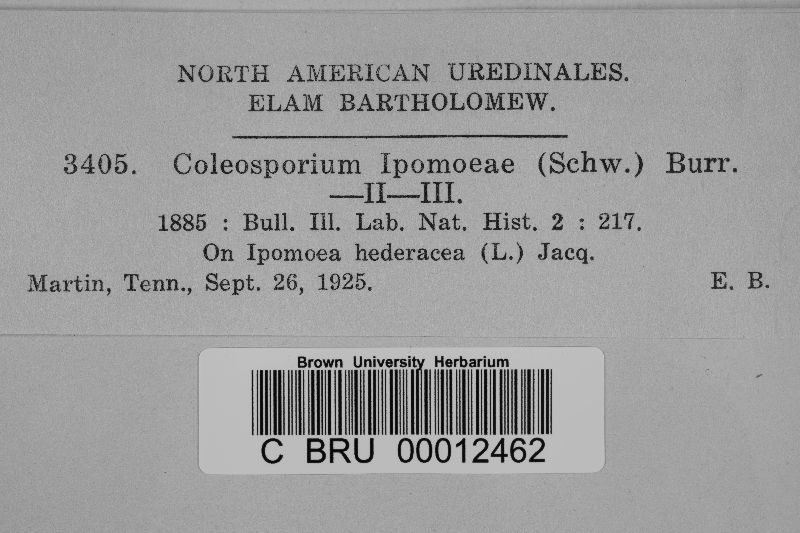 NORTH AMERICAN UREDINALES.
ELAM BARTHOLOMEW.
3405. Coleosporium Ipomoeae (Schw.) Burr.
—II—III.
1885 : Bull. Ill. Lab. Nat. Hist. 2 : 217.
On Ipomoea hederacea (L.) Jacq.
Martin, Tenn., Sept. 26, 1925. E. B.
Brown University Herbarium
C BRU 00012462